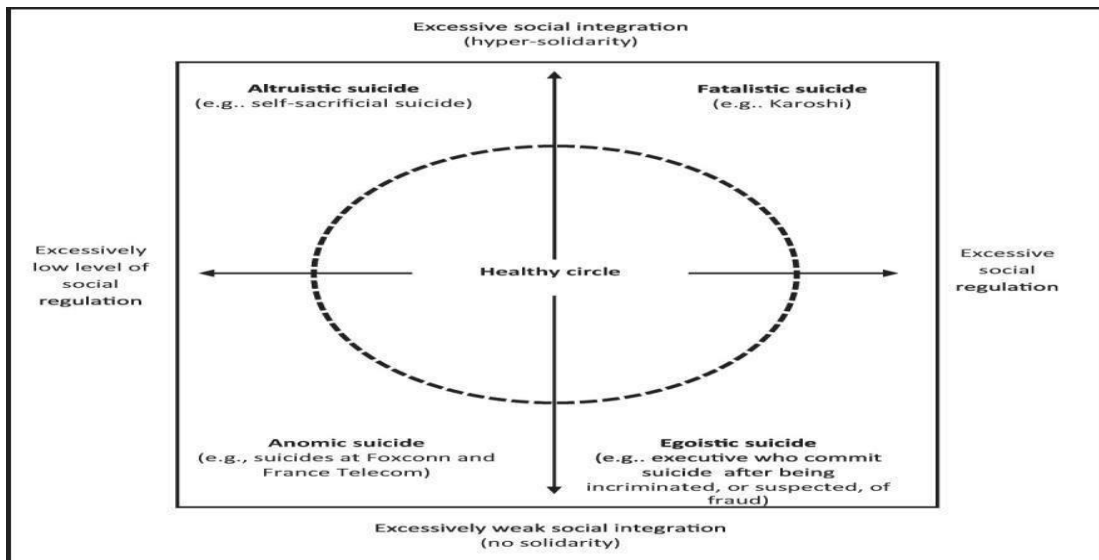 Excessive social integration
(hyper-solidarity)
Altruistic suicide
(e.g.. self-sacrificial suicide)
Fatalistic suicide
(e.g.. Karoshi)
Excessively
low level of
social
regulation
Healthy circle
Excessive
social
regulation
Anomic suicide
(e.g., suicides at Foxconn and
France Telecom)
Egoistic suicide
(e.g.. executive who commit
suicide after being
incriminated, or suspected, of
fraud)
Excessively weak social integration
(no solidarity)